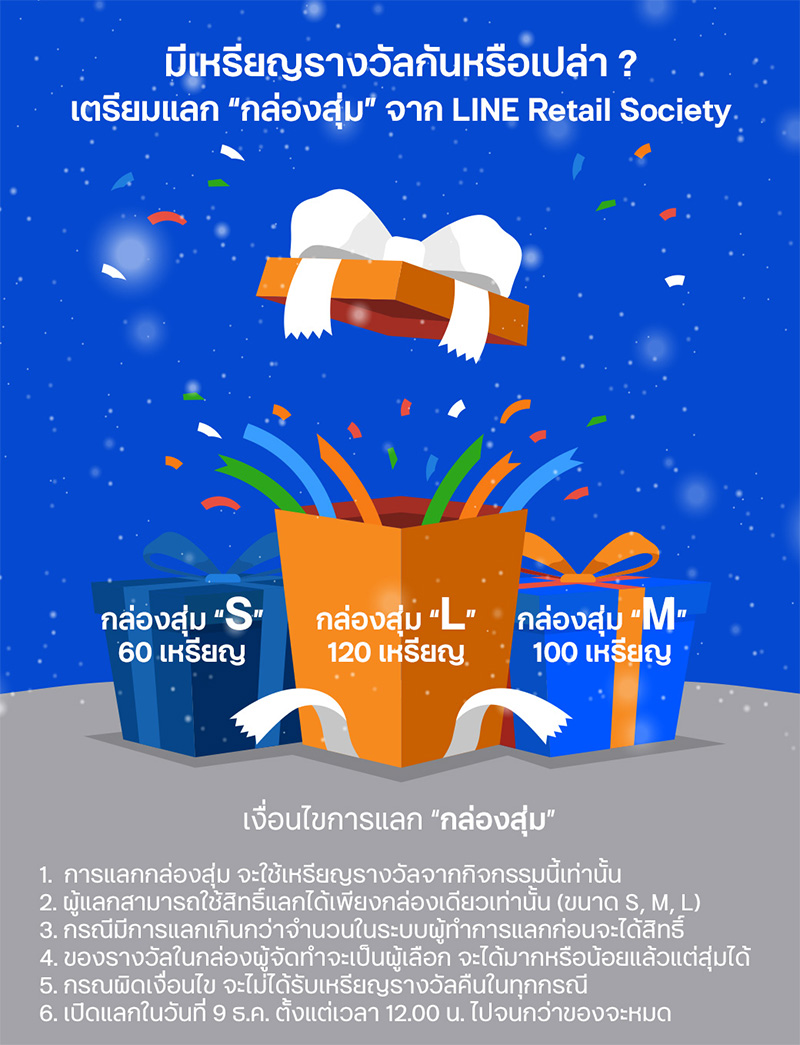 มีเหรียญรางวัลกันหรือเปล่า ?
เตรียมแลก “กล่องสุ่ม” จาก LINE Retail Society
กล่องสุ่ม “S”
60 เหรียญ
กล่องสุ่ม “L”
120 เหรียญ
กล่องสุ่ม “M”
100 เหรียญ
เงื่อนไขการแลก “กล่องสุ่ม”
1. การแลกกล่องสุ่ม จะใช้เหรียญรางวัลจากกิจกรรมนี้เท่านั้น
2. ผู้แลกสามารถใช้สิทธิ์แลกได้เพียงกล่องเดียวเท่านั้น (ขนาด S, M, L)
3. กรณีมีการแลกเกินกว่าจำนวนในระบบผู้ทำการแลกก่อนจะได้สิทธิ์
4. ของรางวัลในกล่องผู้จัดทำจะเป็นผู้เลือก จะได้มากหรือน้อยแล้วแต่สุ่มได้
5. กรณผิดเงื่อนไข จะไม่ได้รับเหรียญรางวัลคืนในทุกกรณี
6. เปิดแลกในวันที่ 9 ธ.ค. ตั้งแต่เวลา 12.00 น. ไปจนกว่าของจะหมด